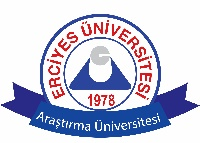 ERCİYES ÜNİVERSİTESİ
1978
Araştırma Üniversitesi